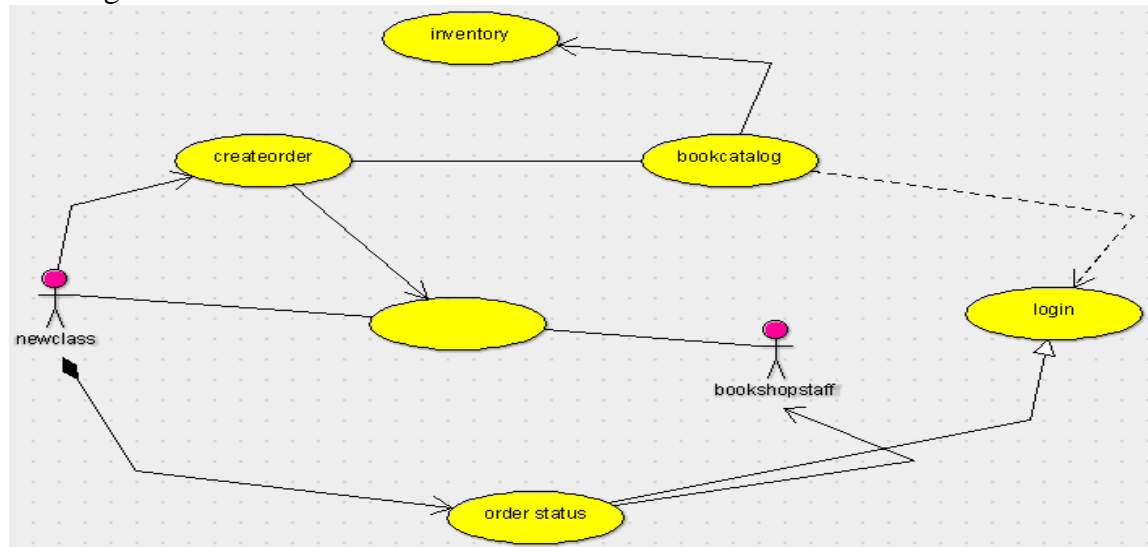 inventory
createorder
bookcatalog
login
newclass
bookshopstaff
order status